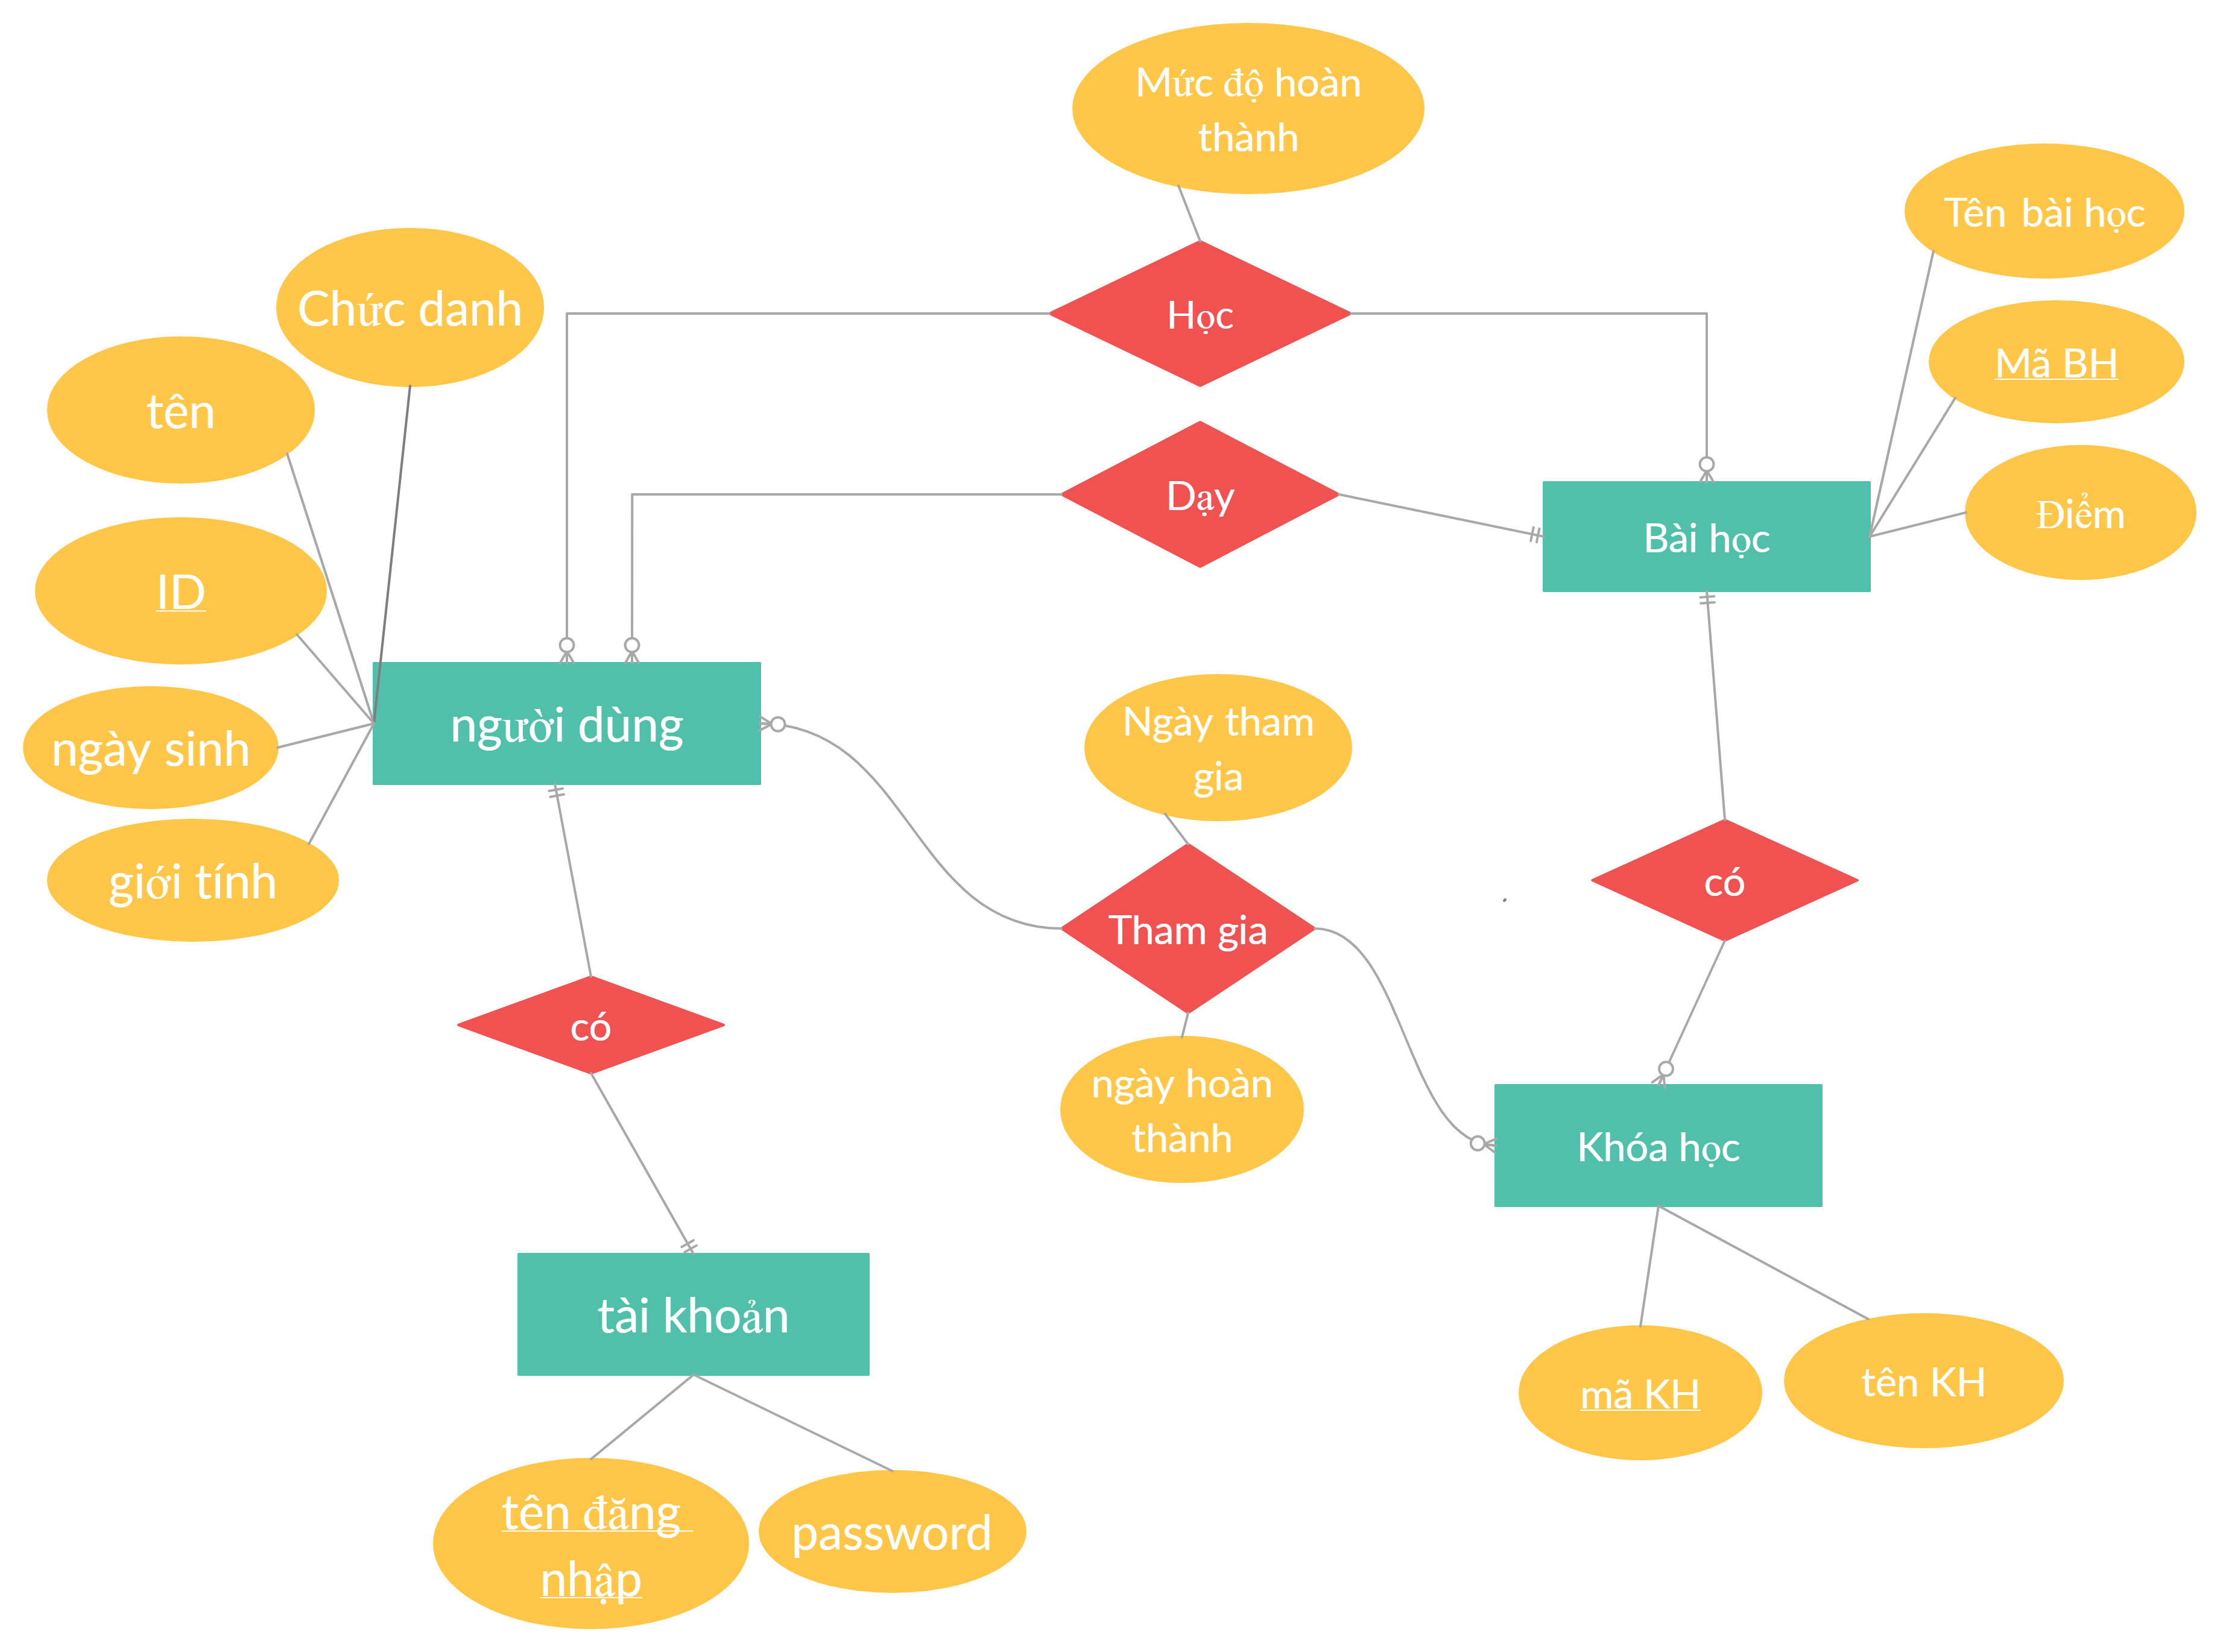 Mức độ hoàn
thành
Tên bài học
Chức danh
Học
Mã BH
tên
Dạy
Điểm
Bài học
ID
người dùng
Ngày tham
gia
ngày sinh
giới tính
có
Tham gia
có
ngày hoàn
thành
Khóa học
tài khoản
mã KH
tên KH
tên đăng
nhập
password